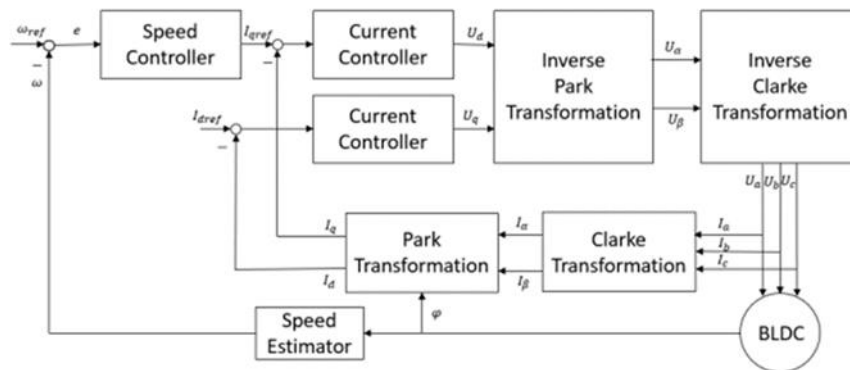 ω_ref
e
−
ω
Speed
Controller
I_qref
−
Current
Controller
U_d
Inverse
Park
Transformation
U_α
U_β
Inverse
Clarke
Transformation
I_dref
−
Current
Controller
U_q
U_a U_b U_c
I_q
I_d
Park
Transformation
I_α
I_β
Clarke
Transformation
I_a
I_b
I_c
φ
Speed
Estimator
BLDC